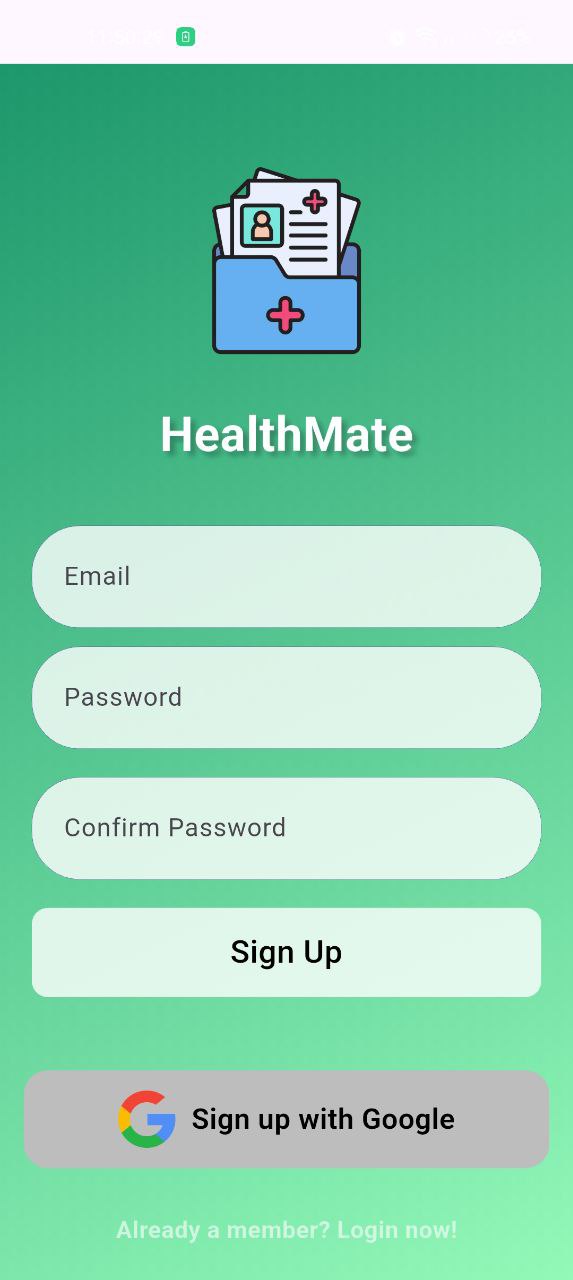 HealthMate
Email
Password
Confirm Password
Sign Up
Sign up with Google
Already a member? Login now!